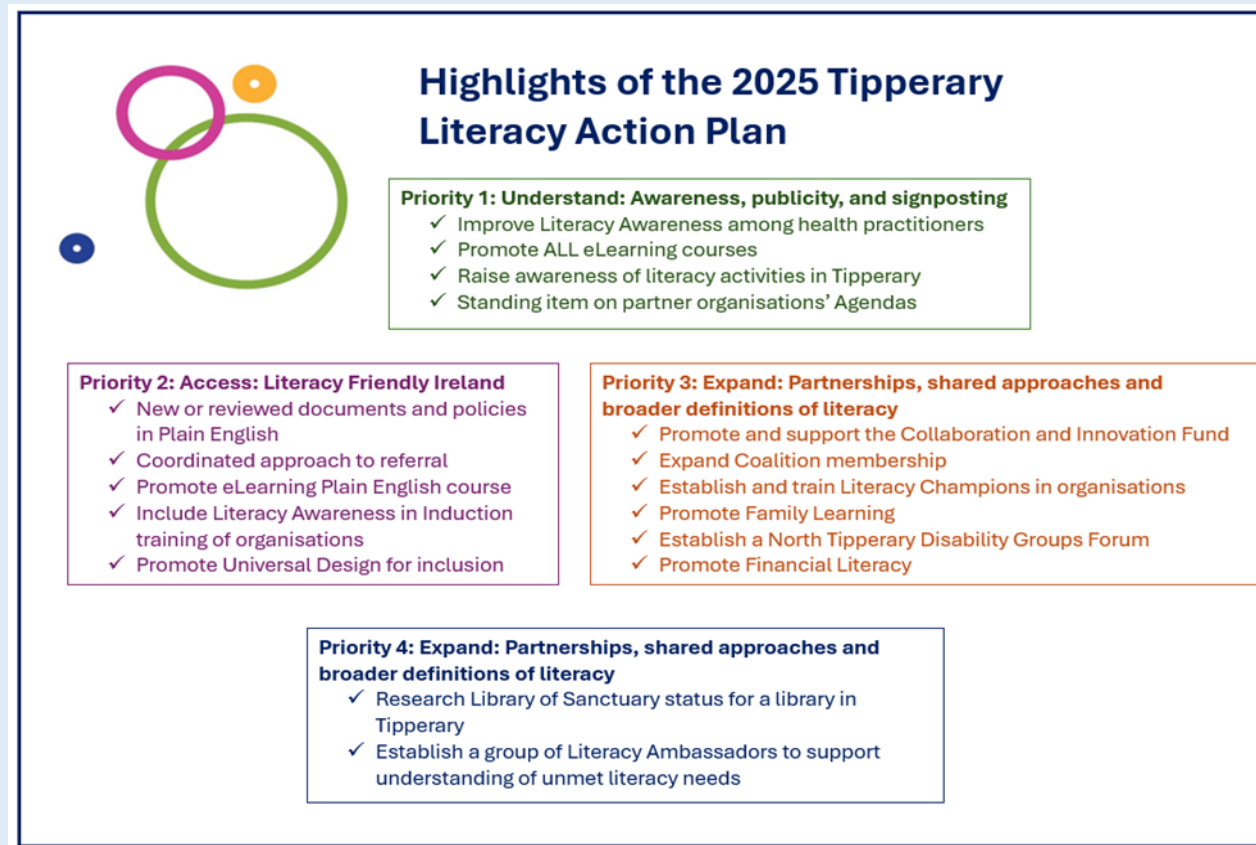 Highlights of the 2025 Tipperary
Literacy Action Plan
Priority 1: Understand: Awareness, publicity, and signposting
✓ Improve Literacy Awareness among health practitioners
✓ Promote ALL eLearning courses
✓ Raise awareness of literacy activities in Tipperary
✓ Standing item on partner organisations’ Agendas
Priority 2: Access: Literacy Friendly Ireland
✓ New or reviewed documents and policies
in Plain English
✓ Coordinated approach to referral
✓ Promote eLearning Plain English course
✓ Include Literacy Awareness in Induction
training of organisations
✓ Promote Universal Design for inclusion
Priority 3: Expand: Partnerships, shared approaches and
broader definitions of literacy
✓ Promote and support the Collaboration and Innovation Fund
✓ Expand Coalition membership
✓ Establish and train Literacy Champions in organisations
✓ Promote Family Learning
✓ Establish a North Tipperary Disability Groups Forum
✓ Promote Financial Literacy
Priority 4: Expand: Partnerships, shared approaches and
broader definitions of literacy
✓ Research Library of Sanctuary status for a library in
Tipperary
✓ Establish a group of Literacy Ambassadors to support
understanding of unmet literacy needs